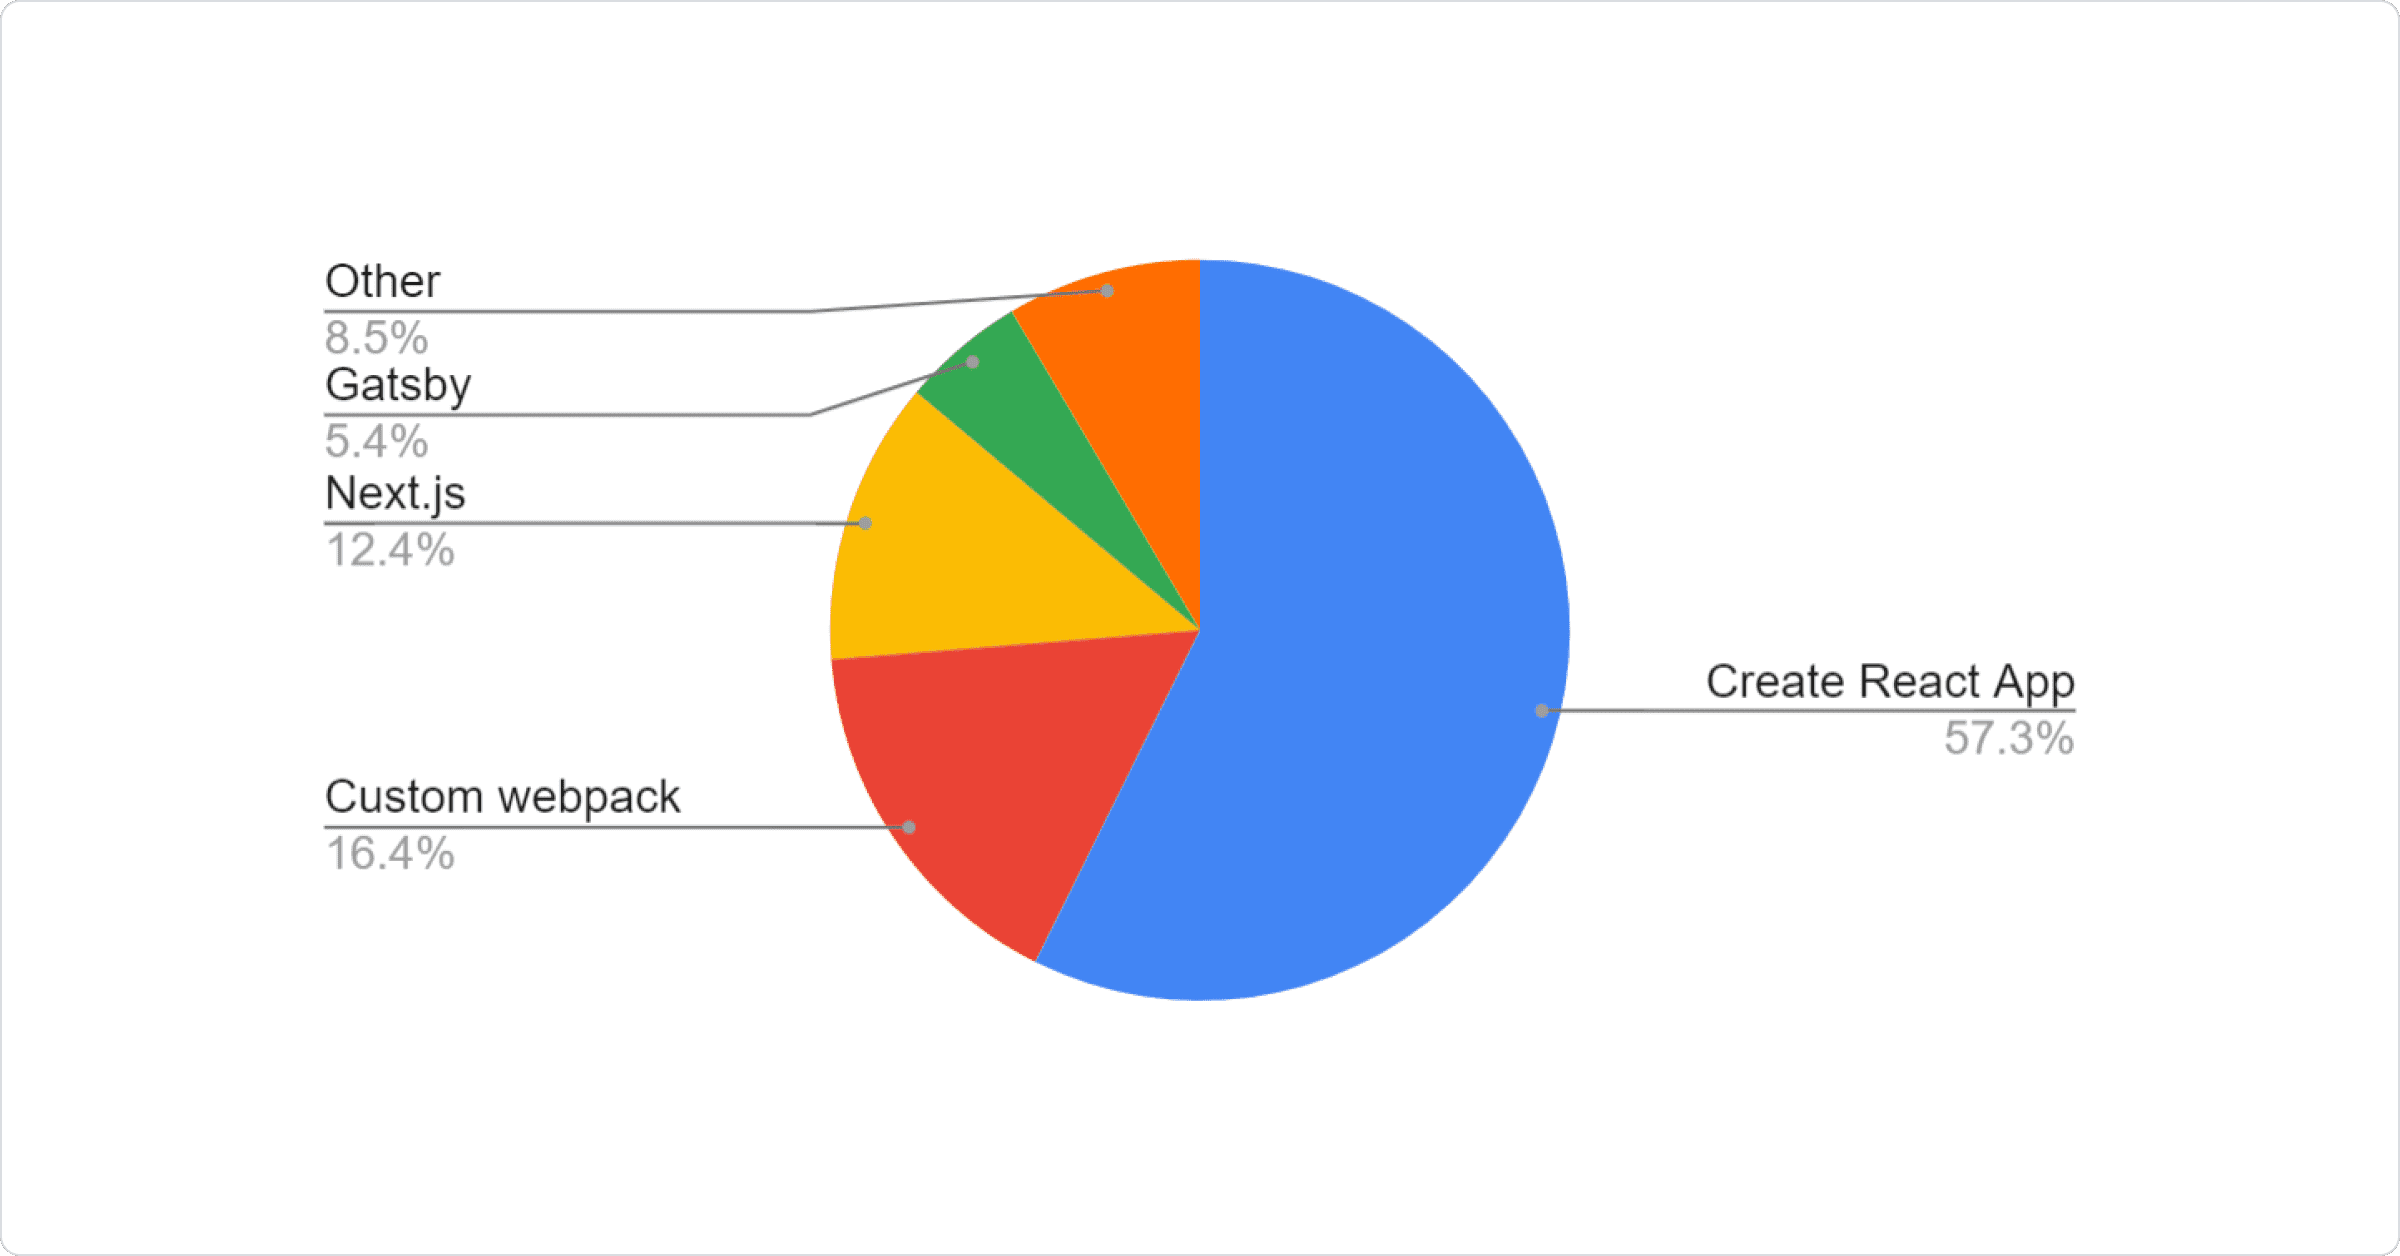 Other
8.5%
Gatsby
5.4%
Next.js
12.4%
Create React App
57.3%
Custom webpack
16.4%